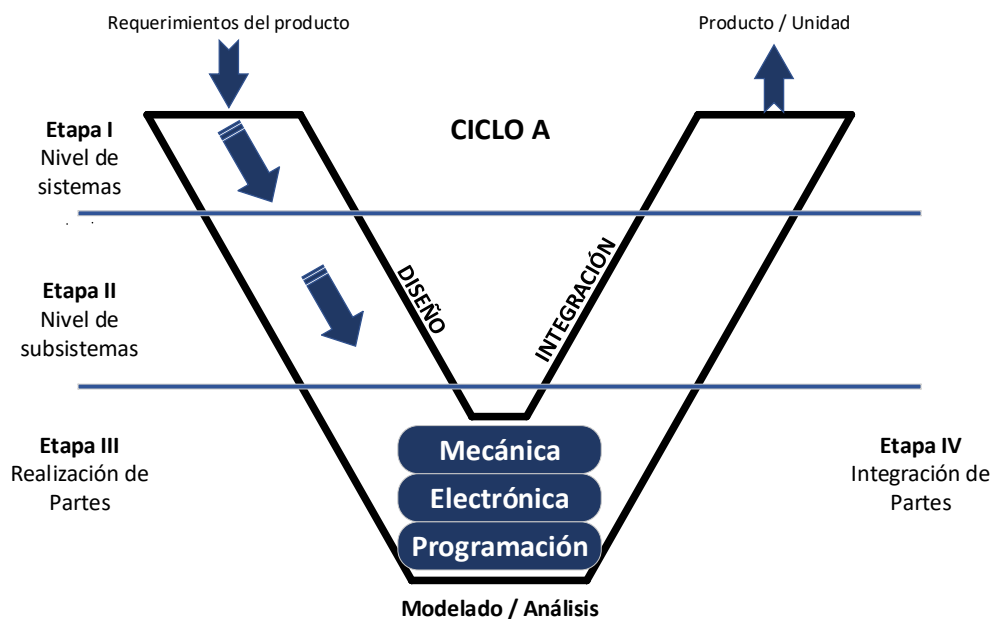 Requerimientos del producto
Producto / Unidad
CICLO A
Etapa I
Nivel de
sistemas
DISEÑO
INTEGRACIÓN
Etapa II
Nivel de
subsistemas
Etapa III
Realización de
Partes
Mecánica
Electrónica
Programación
Etapa IV
Integración de
Partes
Modelado / Análisis